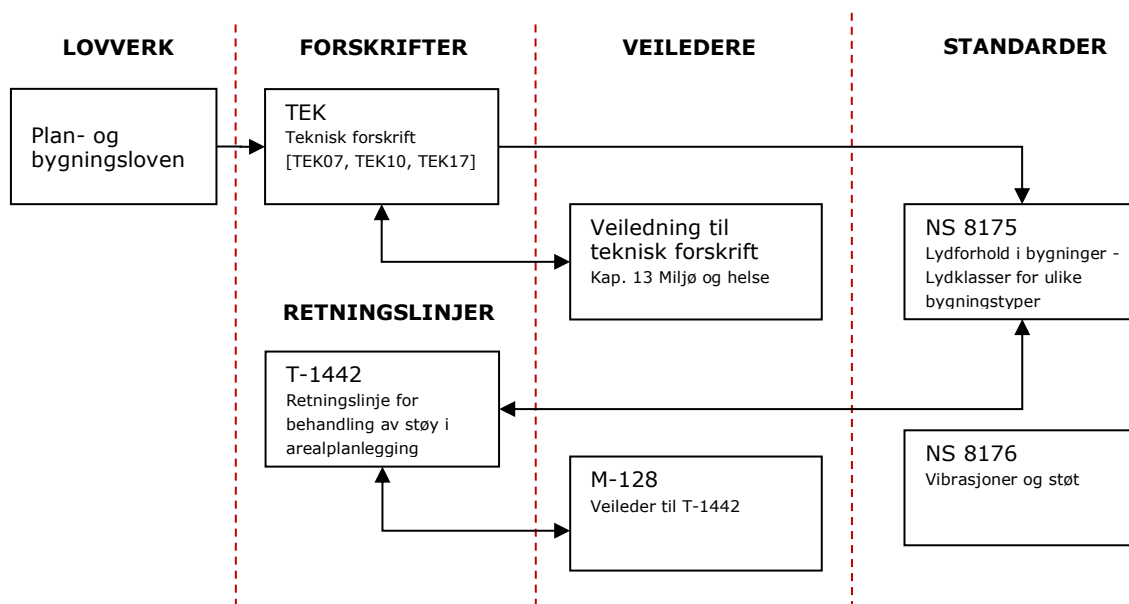 LOVVERK
FORSKRIFTER
VEILEDERE
STANDARDER
Plan- og
bygningsloven
TEK
Teknisk forskrift
[TEK07, TEK10, TEK17]
Veiledning til
teknisk forskrift
Kap. 13 Miljø og helse
NS 8175
Lydforhold i bygninger -
Lydklasser for ulike
bygningstyper
RETNINGSLINJER
T-1442
Retningslinje for
behandling av støy i
arealplanlegging
M-128
Veileder til T-1442
NS 8176
Vibrasjoner og støt